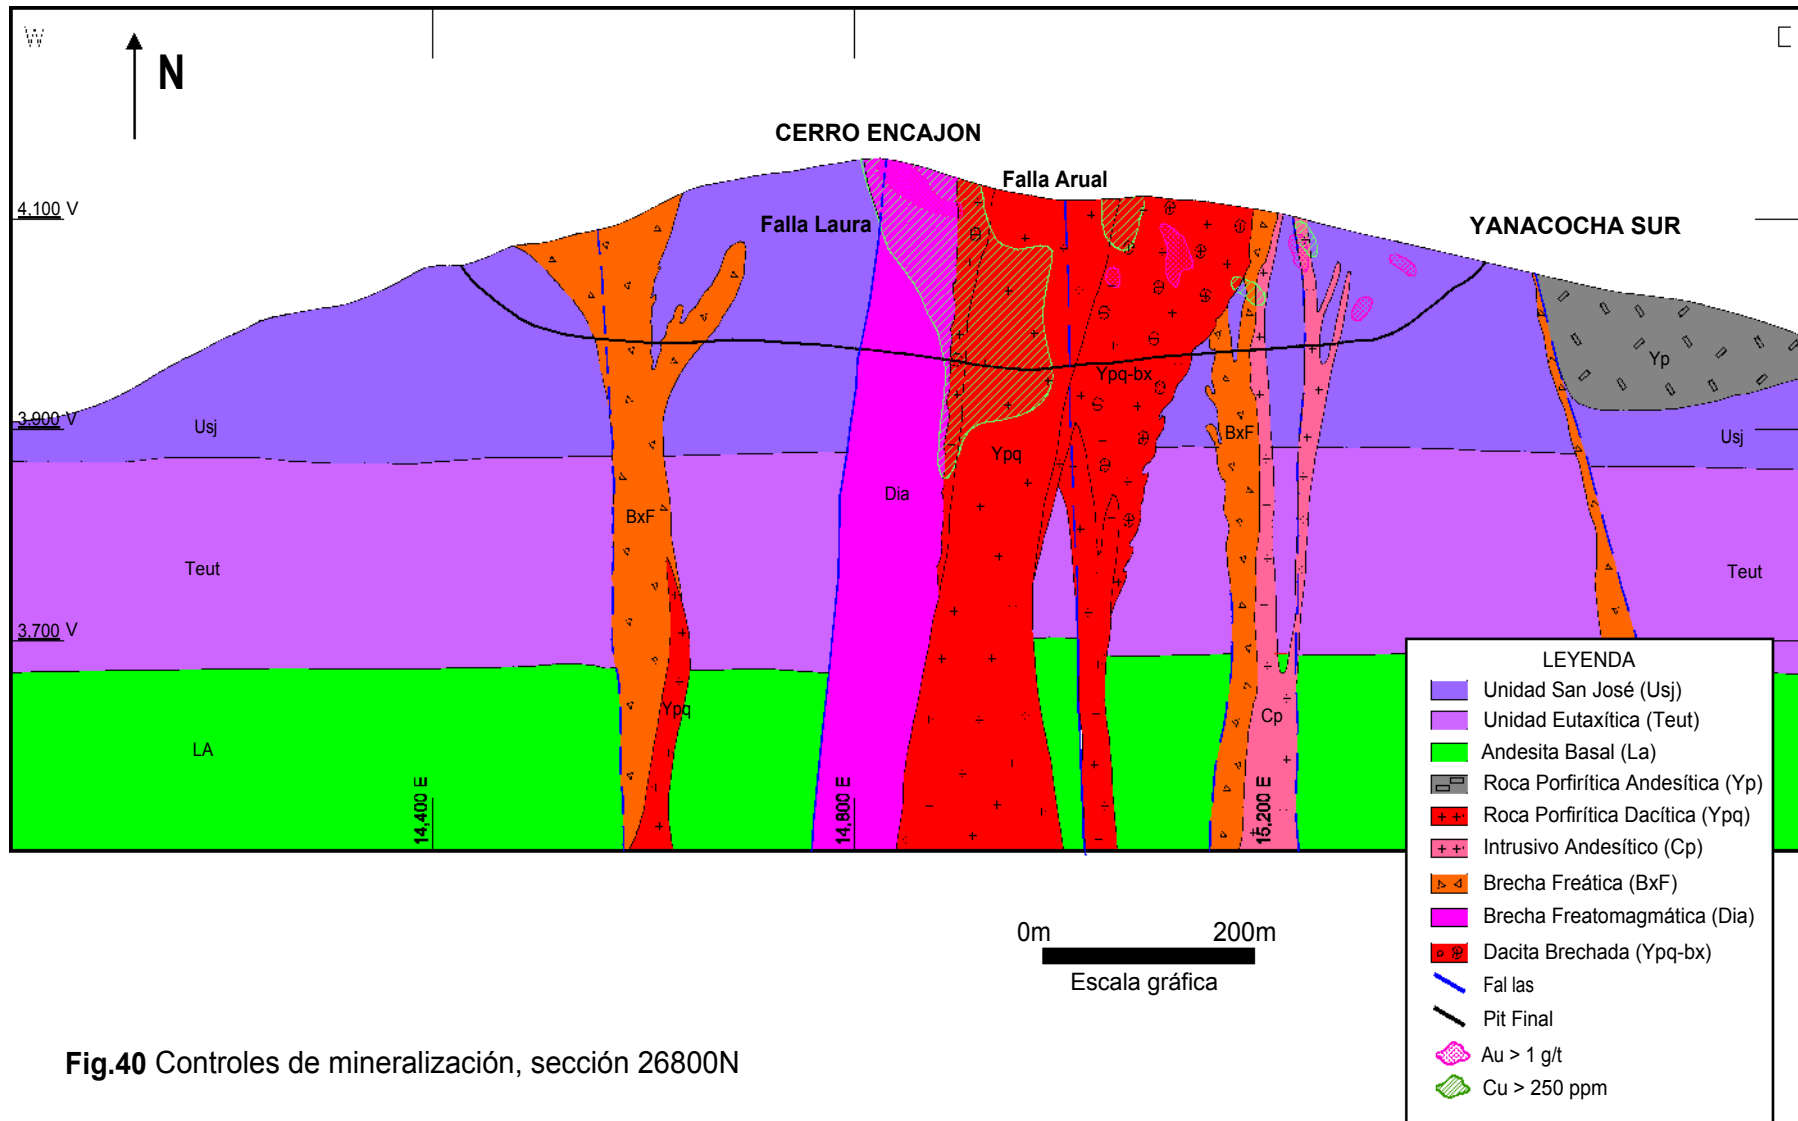 W
N
CERRO ENCAJON
Falla Arual
4,100 V
Falla Laura
YANACOCHA SUR
Yp
Ypq-bx
3,900 V
Usj
BxF
Usj
Ypq
Dia
BxF
Teut
Teut
3,700 V
Ypq
Cp
LA
14,400 E
14,800 E
15,200 E
LEYENDA
Unidad San José (Usj)
Unidad Eutaxítica (Teut)
Andesita Basal (La)
Roca Porfirítica Andesítica (Yp)
Roca Porfirítica Dacítica (Ypq)
Intrusivo Andesítico (Cp)
Brecha Freática (BxF)
Brecha Freatomagmática (Dia)
Dacita Brechada (Ypq-bx)
Fal las
Pit Final
Au > 1 g/t
Cu > 250 ppm
0m 200m
Escala gráfica
Fig.40 Controles de mineralización, sección 26800N